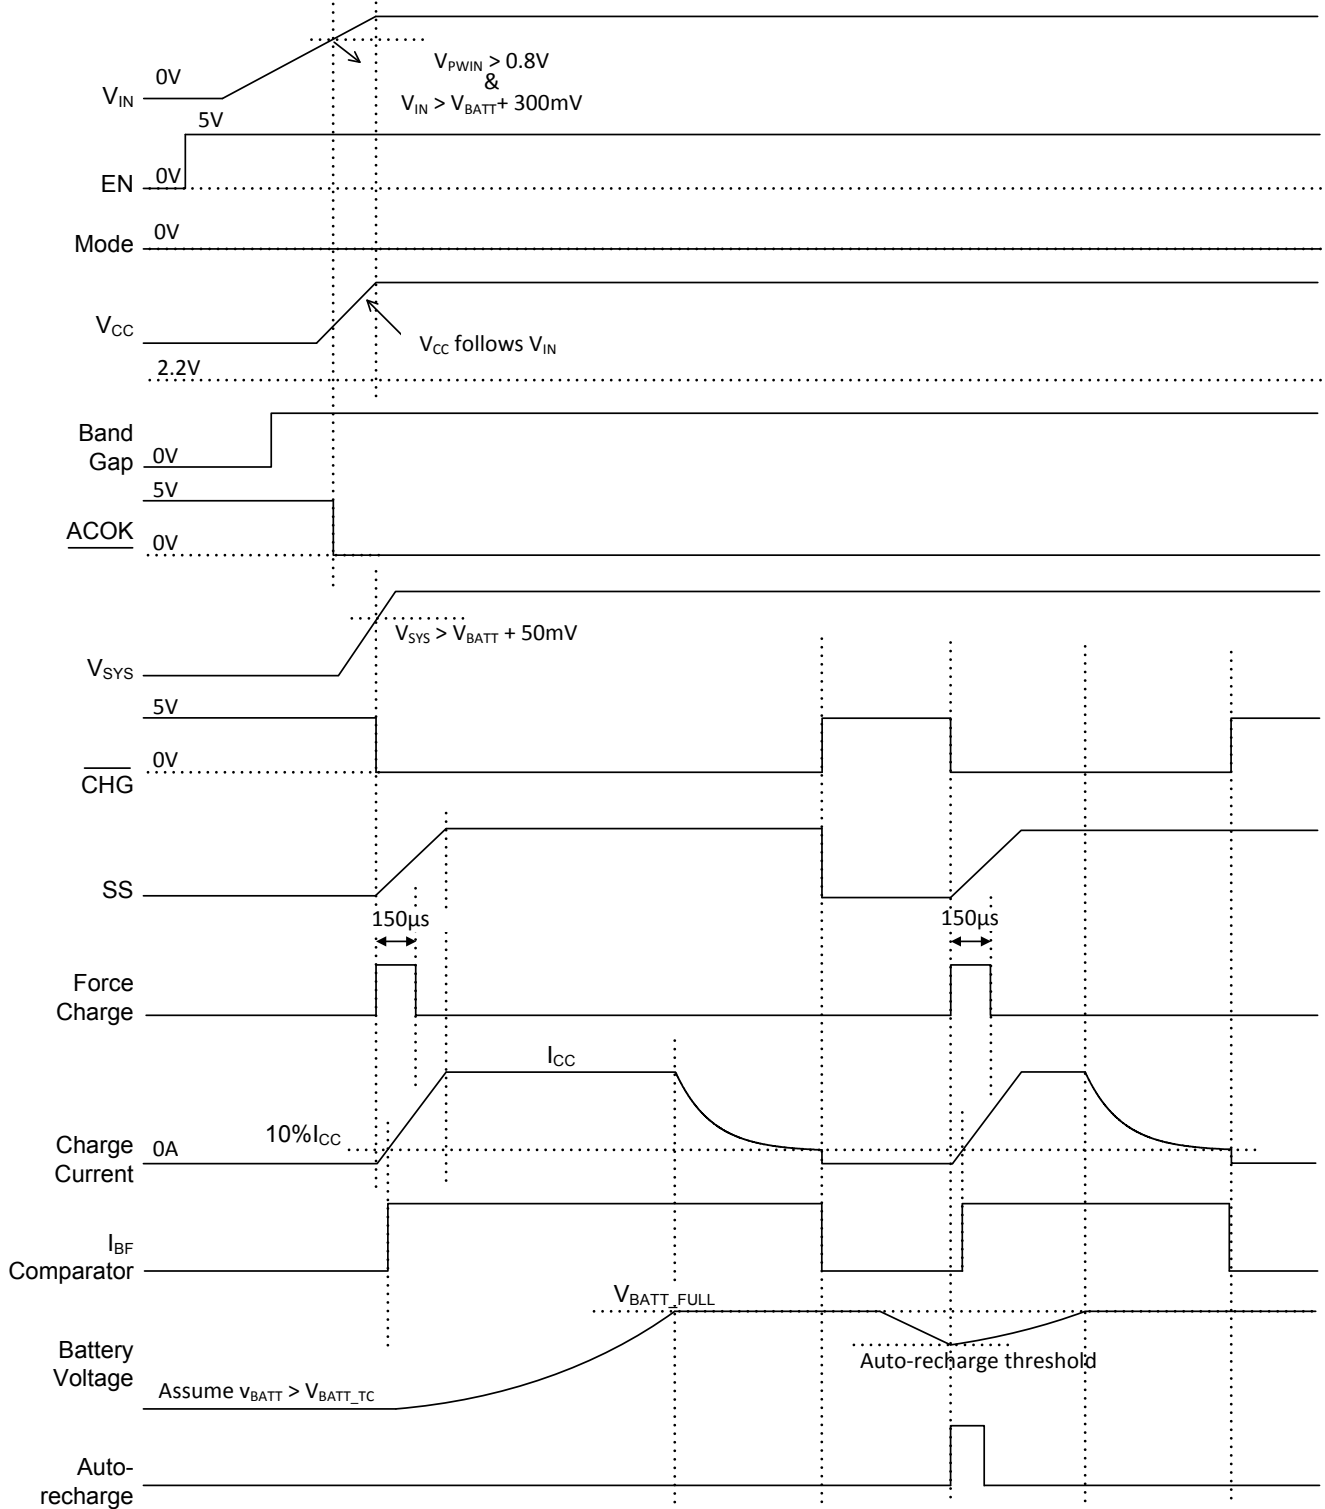 0V
V_IN
V_PWIN > 0.8V
&
V_IN > V_BATT + 300mV
5V
EN
0V
Mode
0V
V_CC
V_CC follows V_IN
2.2V
Band
Gap
0V
5V
ACOK
0V
V_SYS > V_BATT + 50mV
V_SYS
5V
0V
CHG
SS
150µs
150µs
Force
Charge
I_CC
10%I_CC
Charge
Current
0A
I_BF
Comparator
V_BATT_FULL
Battery
Voltage
Auto-recharge threshold
Assume v_BATT > V_BATT_TC
Auto-
recharge